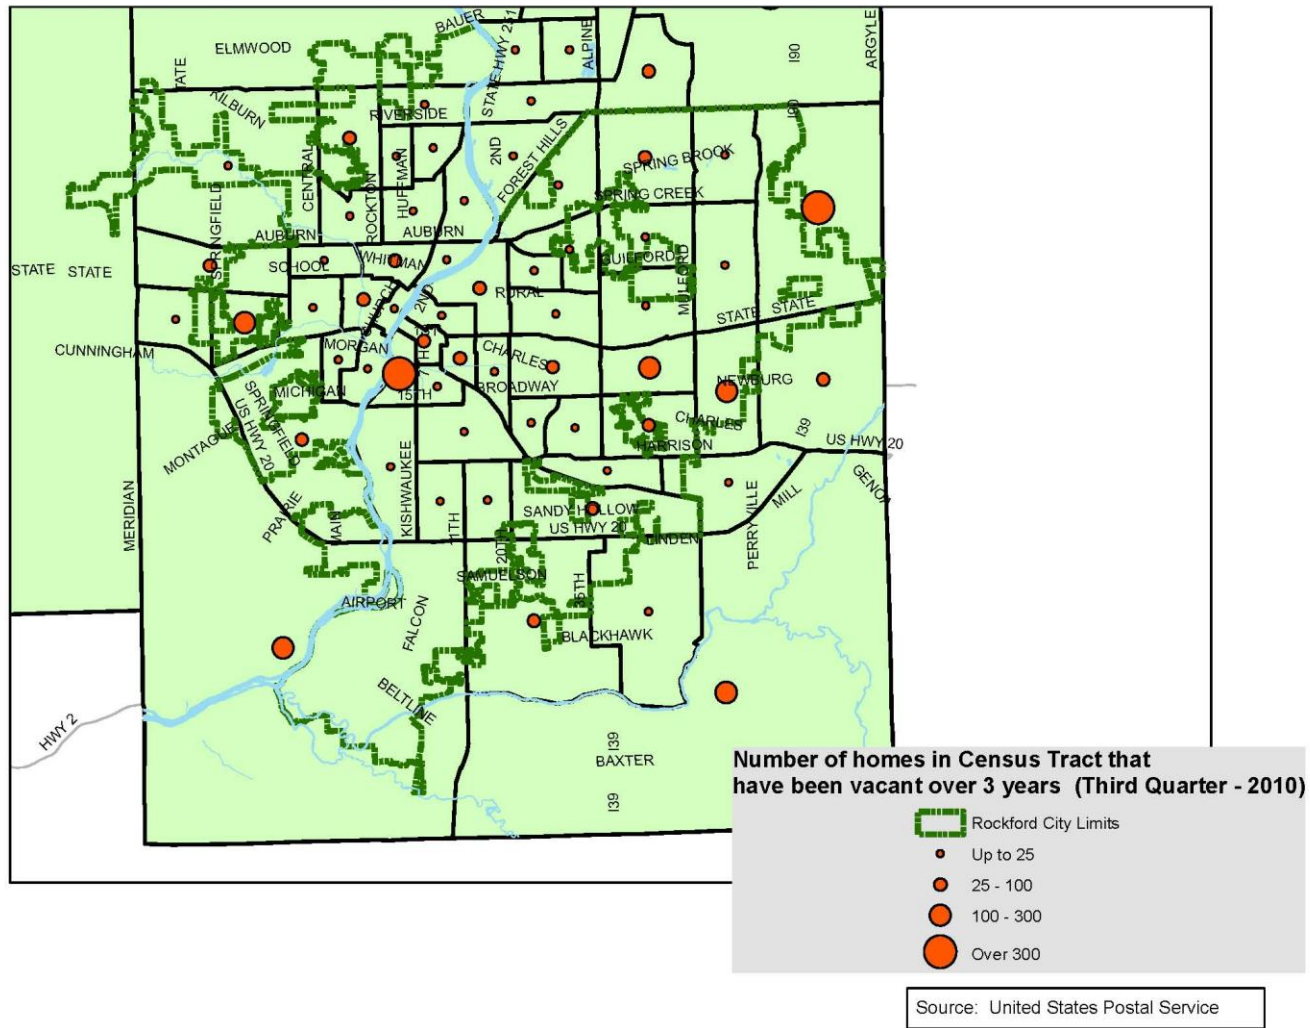 BAUER
ELMWOOD
STATE HWY 251
ALPINE
I90
ARGYLE
TATE
KILBURN
RIVERSIDE
I90
2ND
FOREST HILLS
SPRING BROOK
CENTRAL
ROCKTON
HUFFMAN
SPRING CREEK
SPRINGFIELD
AUBURN
AUBURN
STATE
STATE
SCHOOL
WHITMAN
GUILFORD
MULFORD
CHURCH
2ND
RURAL
STATE
STATE
CUNNINGHAM
MORGAN
1ST
7TH
CHARLES
MICHIGAN
15TH
BROADWAY
NEWBURG
SPRINGFIELD
US HWY 20
MONTAGUE
CHARLES
HARRISON
I39
US HWY 20
GENOA
MERIDIAN
PRAIRIE
MAIN
KISHWAUKEE
11TH
SANDY HOLLOW
US HWY 20
20TH
LINDEN
PERRYVILLE
MILL
SAMUELSON
35TH
AIRPORT
FALCON
BLACKHAWK
BELTLINE
HWY 2
I39
BAXTER
I39
Number of homes in Census Tract that
have been vacant over 3 years (Third Quarter - 2010)
Rockford City Limits
Up to 25
25 - 100
100 - 300
Over 300
Source: United States Postal Service